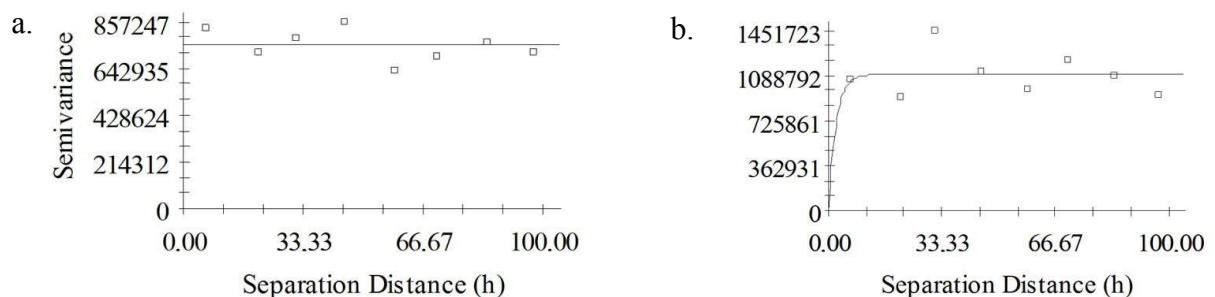 a.
Semivariance
857247
642935
428624
214312
0
0.00 33.33 66.67 100.00
Separation Distance (h)
b.
1451723
1088792
725861
362931
0
0.00 33.33 66.67 100.00
Separation Distance (h)